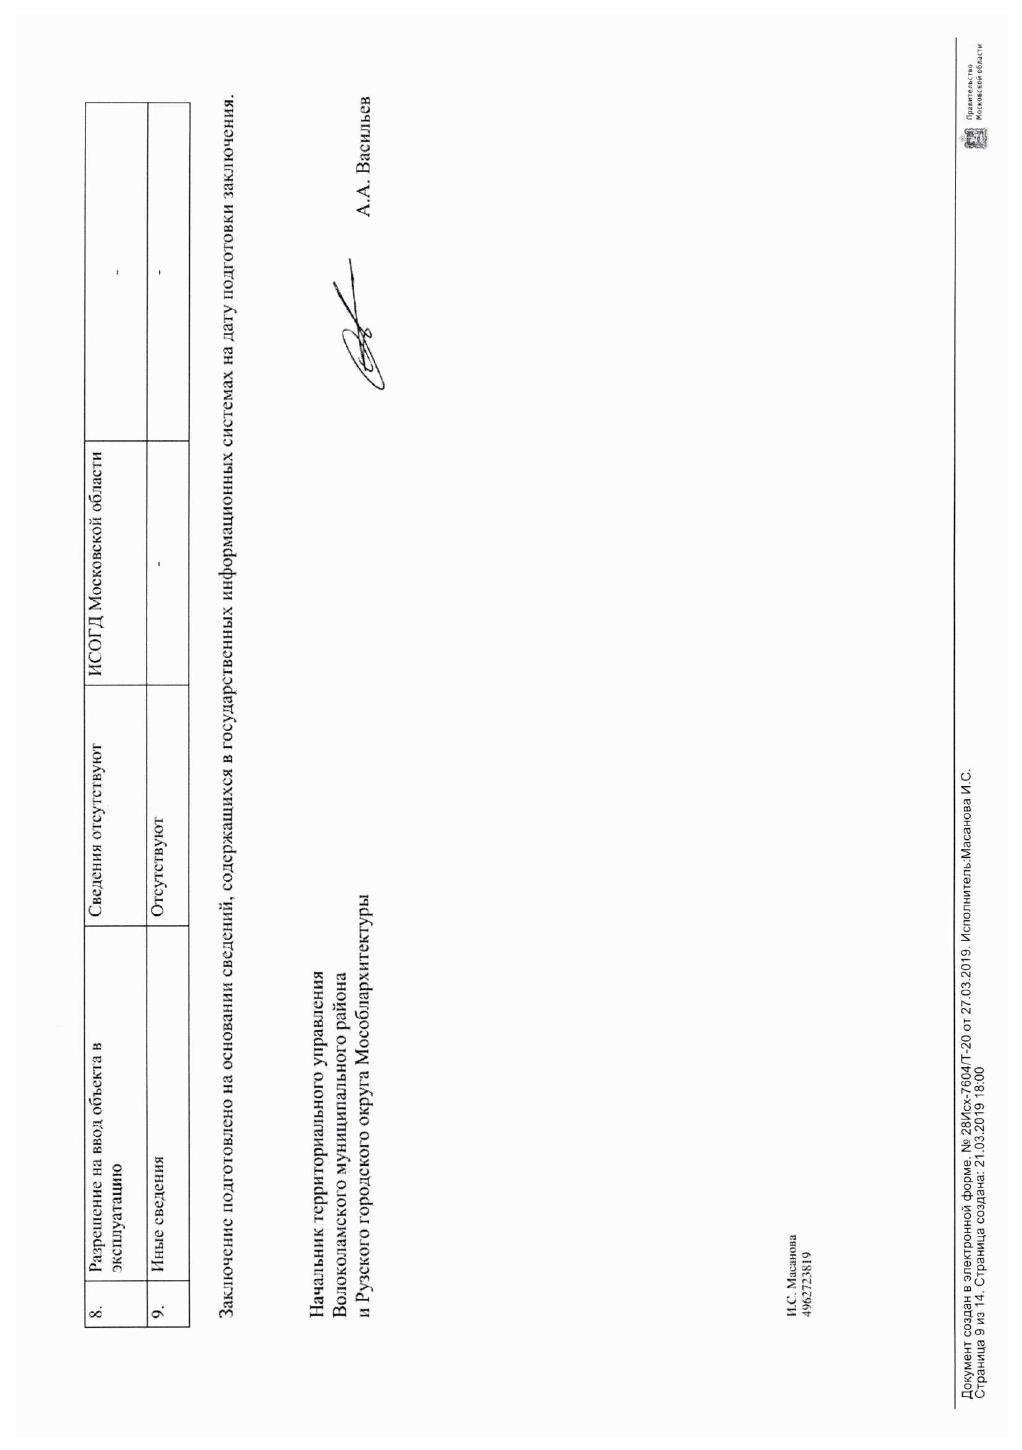 8. Разрешение на ввод объекта в Сведения отсутствуют ИСОГД Московской области -
эксплуатацию
9. Иные сведения Отсутствуют - -
Заключение подготовлено на основании сведений, содержащихся в государственных информационных системах на дату подготовки заключения.
Начальник территориального управления
Волоколамского муниципального района
и Рузского городского округа Мособлархитектуры А.А. Васильев
И.С. Масанова
4962723819
Документ создан в электронной форме. № 28Исх-7604/Т-20 от 27.03.2019. Исполнитель:Масанова И.С.
Страница 9 из 14. Страница создана: 21.03.2019 18:00
Правительство
Московской области